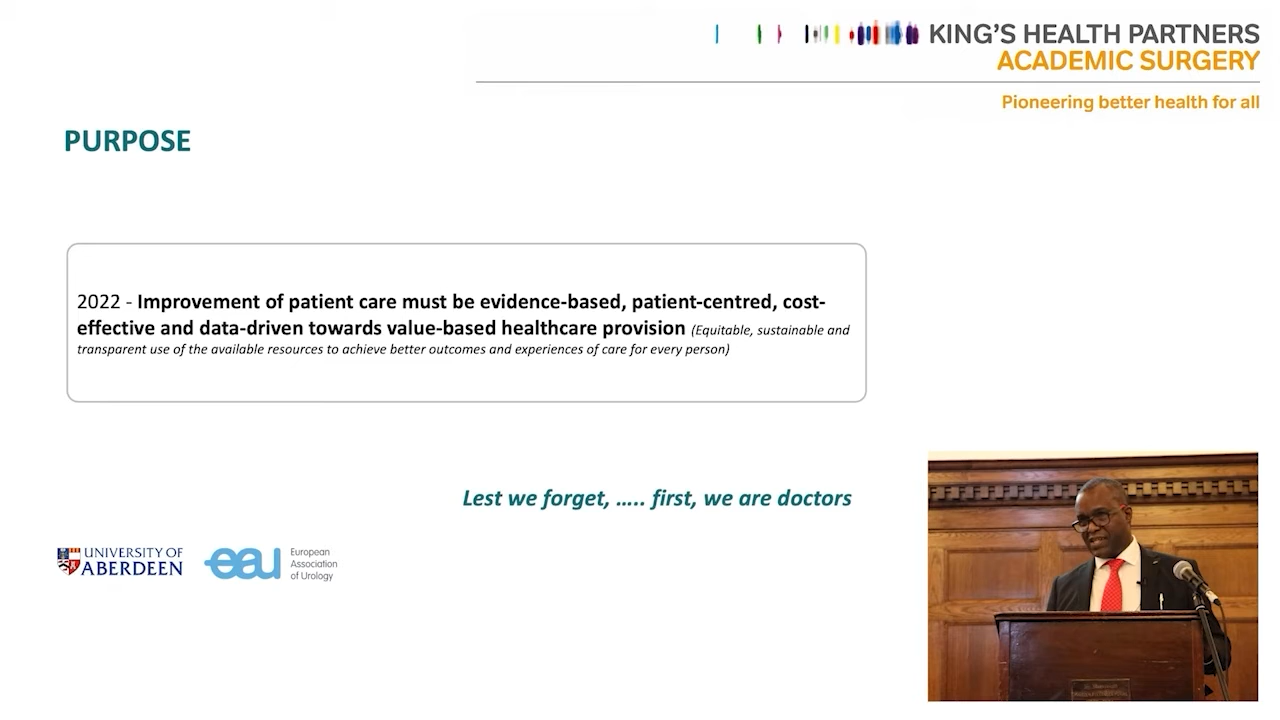 KING'S HEALTH PARTNERS
ACADEMIC SURGERY
Pioneering better health for all
PURPOSE
2022 - Improvement of patient care must be evidence-based, patient-centred, cost-
effective and data-driven towards value-based healthcare provision (Equitable, sustainable and
transparent use of the available resources to achieve better outcomes and experiences of care for every person)
Lest we forget, ….. first, we are doctors
UNIVERSITY OF
ABERDEEN
eau
European
Association
of Urology